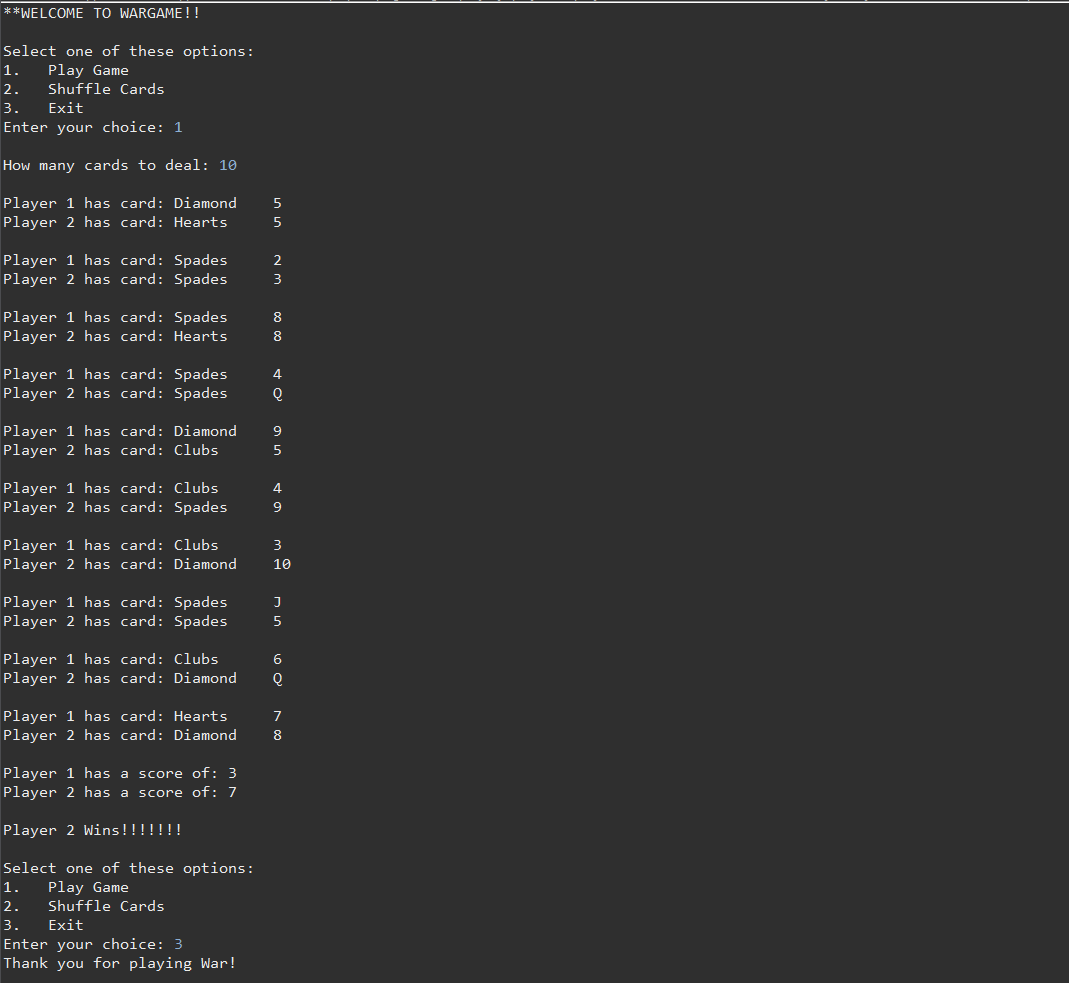 **WELCOME TO WARGAME!!
Select one of these options:
1.   Play Game
2.   Shuffle Cards
3.   Exit
Enter your choice: 1
How many cards to deal: 10
Player 1 has card: Diamond    5
Player 2 has card: Hearts     5
Player 1 has card: Spades     2
Player 2 has card: Spades     3
Player 1 has card: Spades     8
Player 2 has card: Hearts     8
Player 1 has card: Spades     4
Player 2 has card: Spades     Q
Player 1 has card: Diamond    9
Player 2 has card: Clubs      5
Player 1 has card: Clubs      4
Player 2 has card: Spades     9
Player 1 has card: Clubs      3
Player 2 has card: Diamond    10
Player 1 has card: Spades     J
Player 2 has card: Spades     5
Player 1 has card: Clubs      6
Player 2 has card: Diamond    Q
Player 1 has card: Hearts     7
Player 2 has card: Diamond    8
Player 1 has a score of: 3
Player 2 has a score of: 7
Player 2 Wins!!!!!!!
Select one of these options:
1.   Play Game
2.   Shuffle Cards
3.   Exit
Enter your choice: 3
Thank you for playing War!